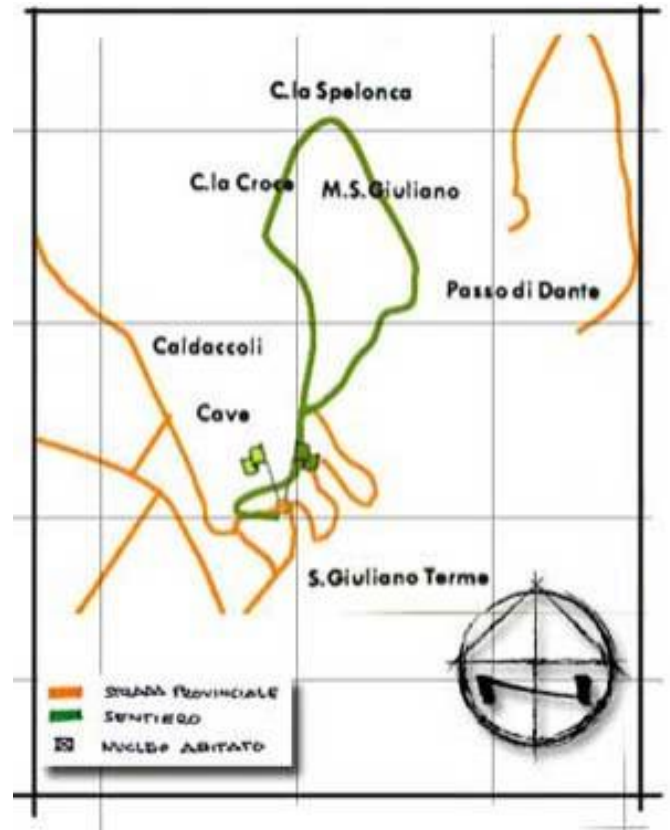 C.la Spelonca
C.la Croce
M.S.Giuliano
Passo di Dante
Caldaccoli
Cave
S.Giuliano Terme
STRADA PROVINCIALE
SENTIERO
NUCLEO ABITATO
N